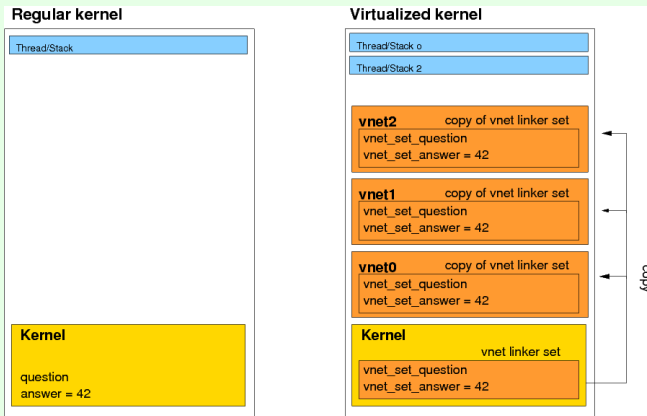 Regular kernel
Thread/Stack
Kernel
question
answer = 42
Virtualized kernel
Thread/Stack 0
Thread/Stack 2
vnet2 copy of vnet linker set
vnet_set_question
vnet_set_answer = 42
vnet1 copy of vnet linker set
vnet_set_question
vnet_set_answer = 42
vnet0 copy of vnet linker set
vnet_set_question
vnet_set_answer = 42
Kernel
vnet linker set
vnet_set_question
vnet_set_answer = 42
copy